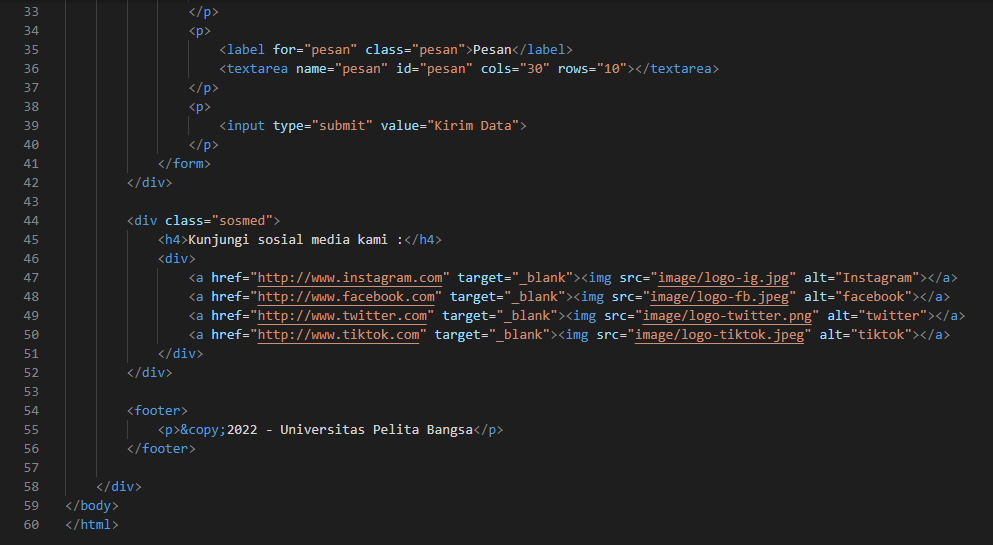 33 </p>
34 <p>
35 <label for="pesan" class="pesan">Pesan</label>
36 <textarea name="pesan" id="pesan" cols="30" rows="10"></textarea>
37 </p>
38 <p>
39 <input type="submit" value="Kirim Data">
40 </p>
41 </form>
42 </div>
43
44 <div class="sosmed">
45 <h4>Kunjungi sosial media kami :</h4>
46 <div>
47 <a href="http://www.instagram.com" target="_blank"><img src="image/logo-ig.jpg" alt="Instagram"></a>
48 <a href="http://www.facebook.com" target="_blank"><img src="image/logo-fb.jpeg" alt="facebook"></a>
49 <a href="http://www.twitter.com" target="_blank"><img src="image/logo-twitter.png" alt="twitter"></a>
50 <a href="http://www.tiktok.com" target="_blank"><img src="image/logo-tiktok.jpeg" alt="tiktok"></a>
51 </div>
52 </div>
53
54 <footer>
55 <p>&copy;2022 - Universitas Pelita Bangsa</p>
56 </footer>
57
58 </div>
59 </body>
60 </html>